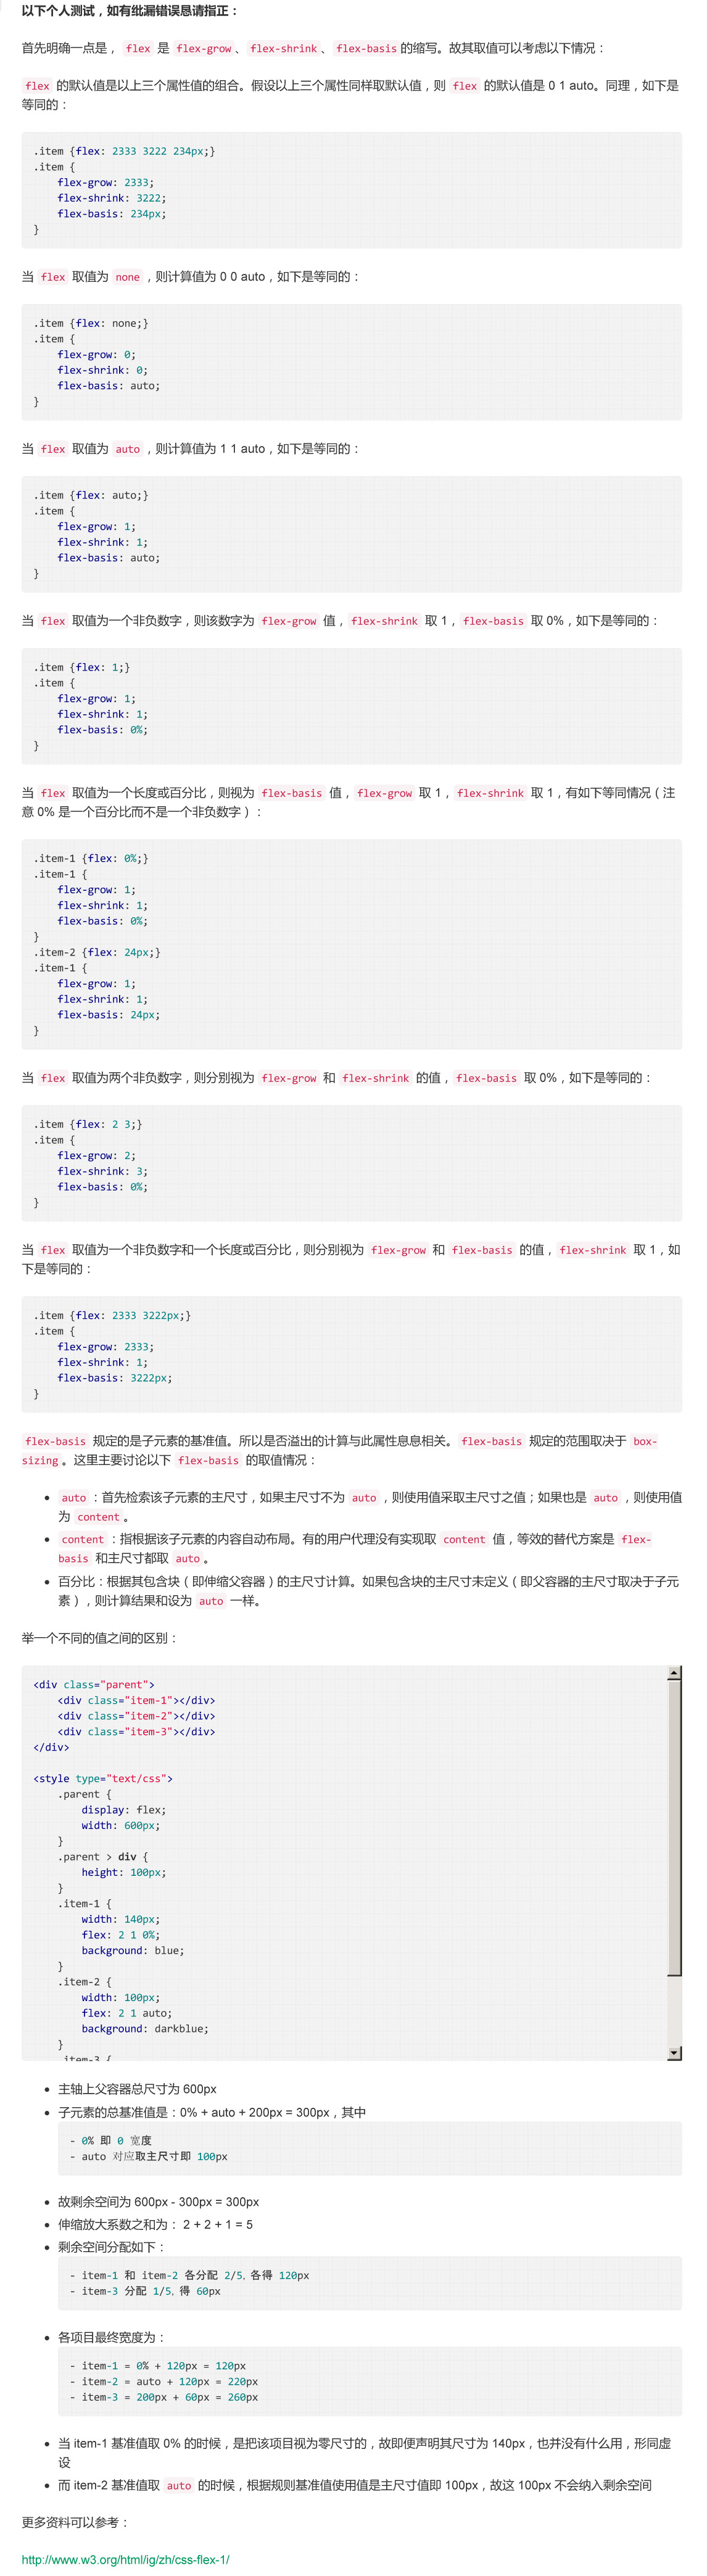 以下个人测试，如有纰漏错误恳请指正：
首先明确一点是， flex 是 flex-grow 、 flex-shrink 、 flex-basis 的缩写。故其取值可以考虑以下情况：
flex 的默认值是以上三个属性值的组合。假设以上三个属性同样取默认值，则 flex 的默认值是 0 1 auto。同理，如下是
等同的：
.item {flex: 2333 3222 234px;}
.item {
    flex-grow: 2333;
    flex-shrink: 3222;
    flex-basis: 234px;
}
当 flex 取值为 none ，则计算值为 0 0 auto，如下是等同的：
.item {flex: none;}
.item {
    flex-grow: 0;
    flex-shrink: 0;
    flex-basis: auto;
}
当 flex 取值为 auto ，则计算值为 1 1 auto，如下是等同的：
.item {flex: auto;}
.item {
    flex-grow: 1;
    flex-shrink: 1;
    flex-basis: auto;
}
当 flex 取值为一个非负数字，则该数字为 flex-grow 值， flex-shrink 取 1， flex-basis 取 0%，如下是等同的：
.item {flex: 1;}
.item {
    flex-grow: 1;
    flex-shrink: 1;
    flex-basis: 0%;
}
当 flex 取值为一个长度或百分比，则视为 flex-basis 值， flex-grow 取 1， flex-shrink 取 1，有如下等同情况（注
意 0% 是一个百分比而不是一个非负数字）：
.item-1 {flex: 0%;}
.item-1 {
    flex-grow: 1;
    flex-shrink: 1;
    flex-basis: 0%;
}
.item-2 {flex: 24px;}
.item-1 {
    flex-grow: 1;
    flex-shrink: 1;
    flex-basis: 24px;
}
当 flex 取值为两个非负数字，则分别视为 flex-grow 和 flex-shrink 的值， flex-basis 取 0%，如下是等同的：
.item {flex: 2 3;}
.item {
    flex-grow: 2;
    flex-shrink: 3;
    flex-basis: 0%;
}
当 flex 取值为一个非负数字和一个长度或百分比，则分别视为 flex-grow 和 flex-basis 的值， flex-shrink 取 1，如
下是等同的：
.item {flex: 2333 3222px;}
.item {
    flex-grow: 2333;
    flex-shrink: 1;
    flex-basis: 3222px;
}
flex-basis 规定的是子元素的基准值。所以是否溢出的计算与此属性息息相关。 flex-basis 规定的范围取决于 box-
sizing 。这里主要讨论以下 flex-basis 的取值情况：
• auto ：首先检索该子元素的主尺寸，如果主尺寸不为 auto ，则使用值采取主尺寸之值；如果也是 auto ，则使用值
为 content 。
• content ：指根据该子元素的内容自动布局。有的用户代理没有实现取 content 值，等效的替代方案是 flex-
basis 和主尺寸都取 auto 。
• 百分比：根据其包含块（即伸缩父容器）的主尺寸计算。如果包含块的主尺寸未定义（即父容器的主尺寸取决于子元
素），则计算结果和设为 auto 一样。
举一个不同的值之间的区别：
<div class="parent">
    <div class="item-1"></div>
    <div class="item-2"></div>
    <div class="item-3"></div>
</div>
<style type="text/css">
    .parent {
        display: flex;
        width: 600px;
    }
    .parent > div {
        height: 100px;
    }
    .item-1 {
        width: 140px;
        flex: 2 1 0%;
        background: blue;
    }
    .item-2 {
        width: 100px;
        flex: 2 1 auto;
        background: darkblue;
    }
    .item-3 {
• 主轴上父容器总尺寸为 600px
• 子元素的总基准值是：0% + auto + 200px = 300px，其中
- 0% 即 0 宽度
- auto 对应取主尺寸即 100px
• 故剩余空间为 600px - 300px = 300px
• 伸缩放大系数之和为： 2 + 2 + 1 = 5
• 剩余空间分配如下：
- item-1 和 item-2 各分配 2/5，各得 120px
- item-3 分配 1/5，得 60px
• 各项目最终宽度为：
- item-1 = 0% + 120px = 120px
- item-2 = auto + 120px = 220px
- item-3 = 200px + 60px = 260px
• 当 item-1 基准值取 0% 的时候，是把该项目视为零尺寸的，故即便声明其尺寸为 140px，也并没有什么用，形同虚
设
• 而 item-2 基准值取 auto 的时候，根据规则基准值使用值是主尺寸值即 100px，故这 100px 不会纳入剩余空间
更多资料可以参考：
http://www.w3.org/html/ig/zh/css-flex-1/